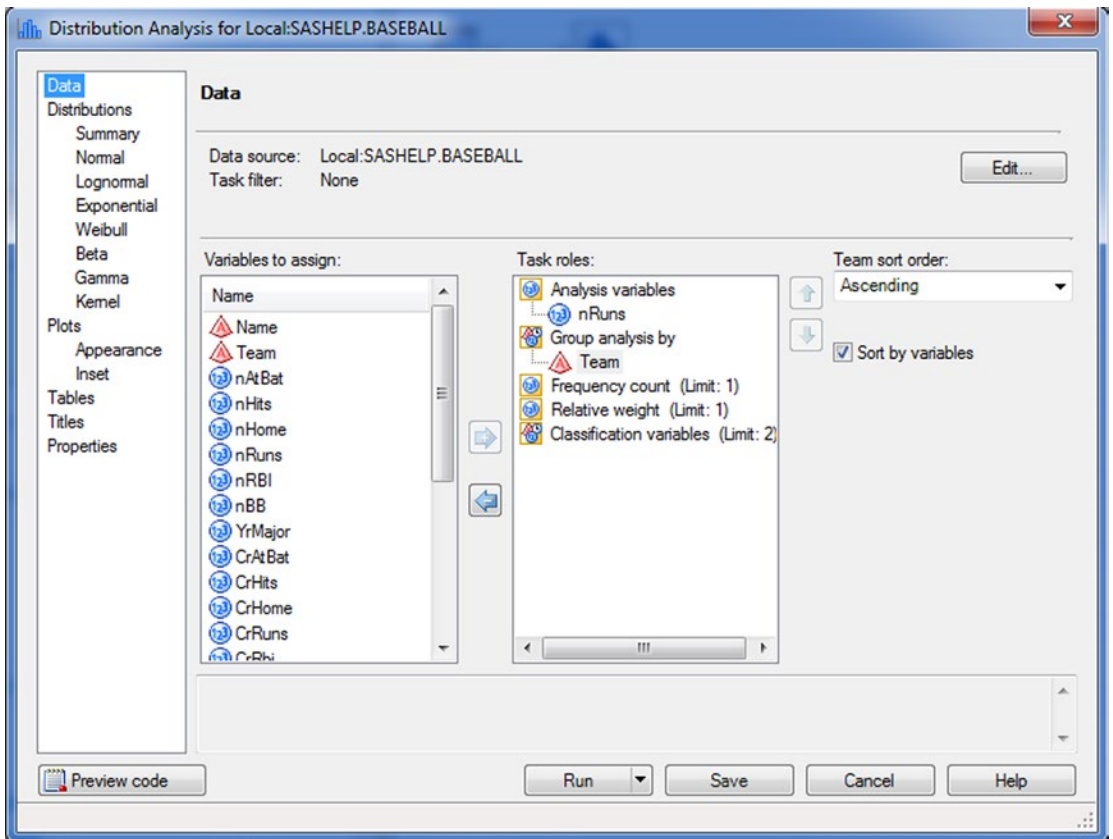 Distribution Analysis for Local:SASHELP.BASEBALL
Data
Distributions
Summary
Normal
Lognormal
Exponential
Weibull
Beta
Gamma
Kernel
Plots
Appearance
Inset
Tables
Titles
Properties
Data
Data source: Local:SASHELP.BASEBALL
Task filter: None
Edit...
Variables to assign:
Name
Name
Team
nAtBat
nHits
nHome
nRuns
nRBI
nBB
YrMajor
CrAtBat
CrHits
CrHome
CrRuns
CrRbi
Task roles:
Analysis variables
nRuns
Group analysis by
Team
Frequency count (Limit: 1)
Relative weight (Limit: 1)
Classification variables (Limit: 2)
Team sort order:
Ascending
Sort by variables
Preview code
Run
Save
Cancel
Help